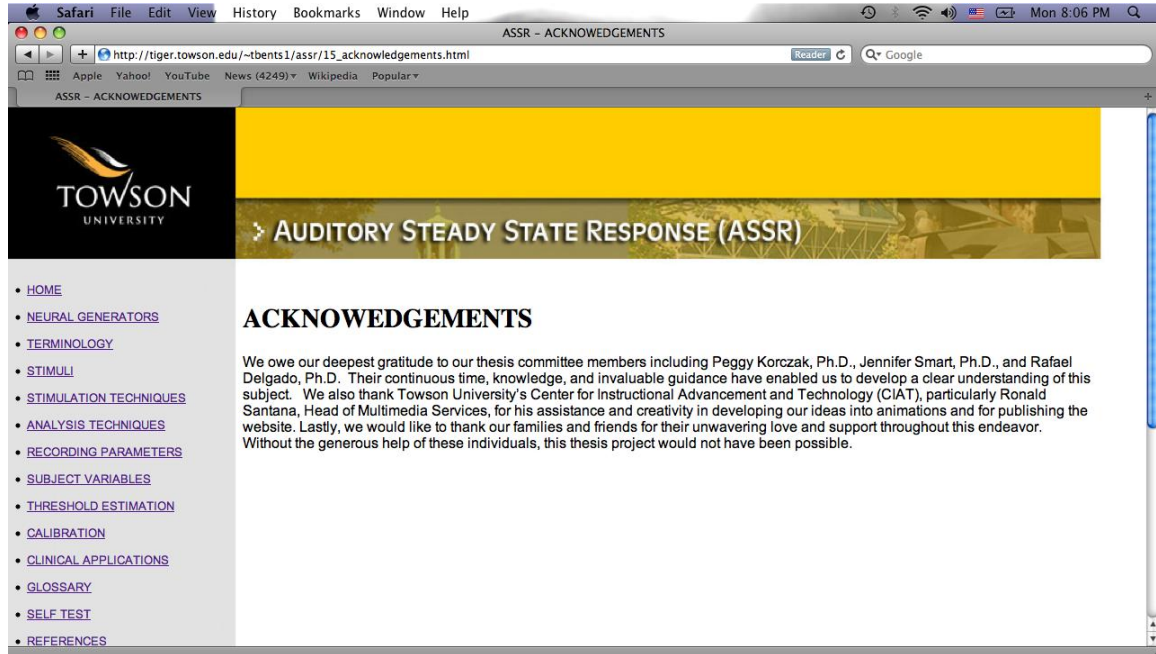 Safari File Edit View History Bookmarks Window Help Mon 8:06 PM
ASSR – ACKNOWEDGEMENTS
http://tiger.towson.edu/~tbents1/assr/15_acknowledgements.html Reader Google
Apple Yahoo! YouTube News (4249) Wikipedia Popular
ASSR – ACKNOWEDGEMENTS
TOWSON
UNIVERSITY
> AUDITORY STEADY STATE RESPONSE (ASSR)
• HOME
• NEURAL GENERATORS
• TERMINOLOGY
• STIMULI
• STIMULATION TECHNIQUES
• ANALYSIS TECHNIQUES
• RECORDING PARAMETERS
• SUBJECT VARIABLES
• THRESHOLD ESTIMATION
• CALIBRATION
• CLINICAL APPLICATIONS
• GLOSSARY
• SELF TEST
• REFERENCES
ACKNOWEDGEMENTS
We owe our deepest gratitude to our thesis committee members including Peggy Korczak, Ph.D., Jennifer Smart, Ph.D., and Rafael
Delgado, Ph.D. Their continuous time, knowledge, and invaluable guidance have enabled us to develop a clear understanding of this
subject. We also thank Towson University's Center for Instructional Advancement and Technology (CIAT), particularly Ronald
Santana, Head of Multimedia Services, for his assistance and creativity in developing our ideas into animations and for publishing the
website. Lastly, we would like to thank our families and friends for their unwavering love and support throughout this endeavor.
Without the generous help of these individuals, this thesis project would not have been possible.